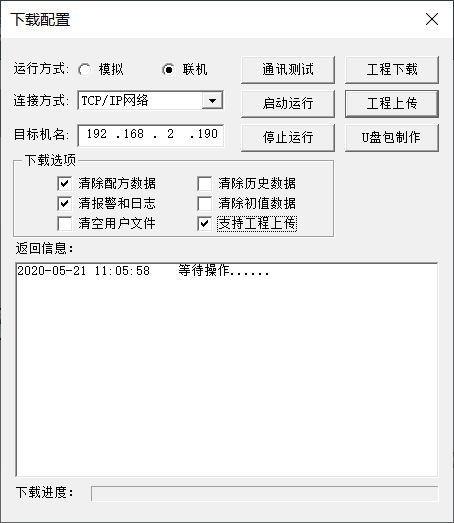 下载配置
运行方式: 模拟 联机 通讯测试 工程下载
连接方式: TCP/IP网络 启动运行 工程上传
目标机名: 192 .168 . 2 .190 停止运行 U盘包制作
下载选项
清除配方数据 清除历史数据
清报警和日志 清除初值数据
清空用户文件 支持工程上传
返回信息:
2020-05-21 11:05:58 等待操作......
下载进度: